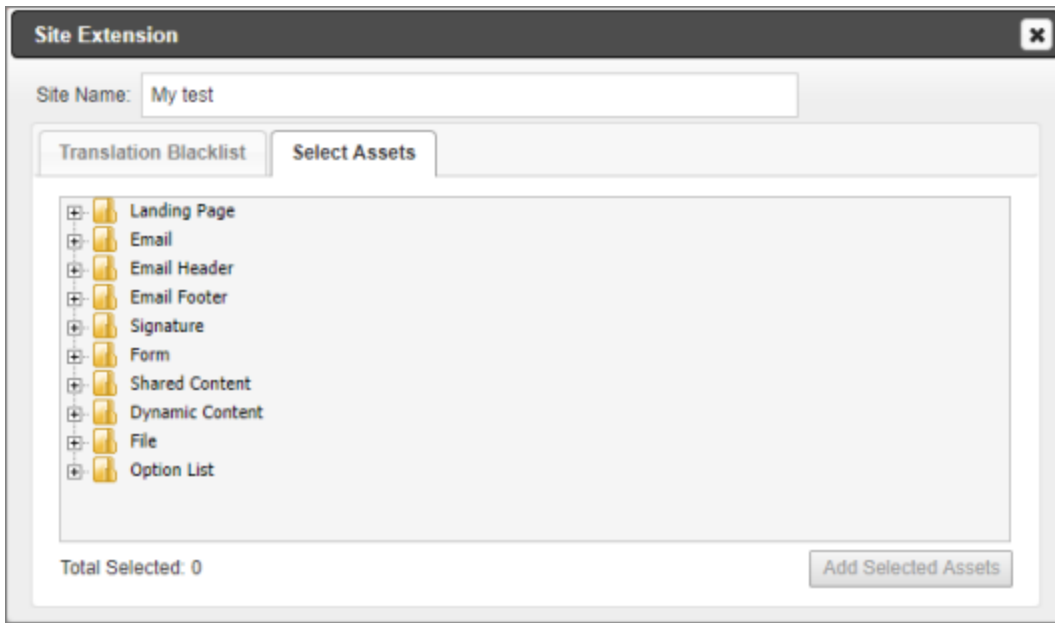 Site Extension
Site Name: My test
Translation Blacklist Select Assets
Landing Page
Email
Email Header
Email Footer
Signature
Form
Shared Content
Dynamic Content
File
Option List
Total Selected: 0 Add Selected Assets